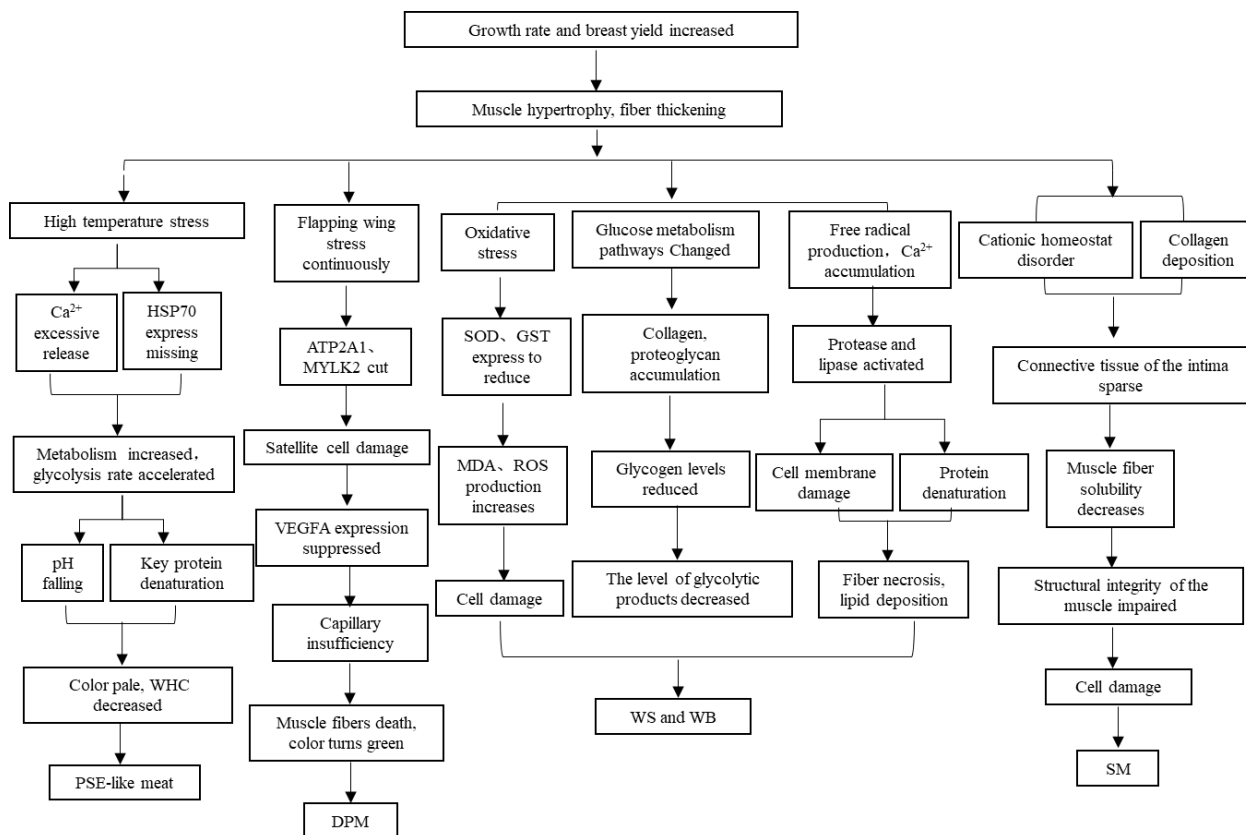 Growth rate and breast yield increased
Muscle hypertrophy, fiber thickening
High temperature stress
Ca²⁺
excessive
release
HSP70
express
missing
Metabolism increased,
glycolysis rate accelerated
pH
falling
Key protein
denaturation
Color pale, WHC
decreased
PSE-like meat
Flapping wing
stress
continuously
ATP2A1、
MYLK2 cut
Satellite cell damage
VEGFA expression
suppressed
Capillary
insufficiency
Muscle fibers death,
color turns green
DPM
Oxidative
stress
SOD、GST
express to
reduce
MDA、ROS
production
increases
Cell damage
Glucose metabolism
pathways Changed
Collagen,
proteoglycan
accumulation
Glycogen levels
reduced
The level of glycolytic
products decreased
Free radical
production，Ca²⁺
accumulation
Protease and
lipase activated
Cell membrane
damage
Protein
denaturation
Fiber necrosis,
lipid deposition
WS and WB
Cationic homeostat
disorder
Collagen
deposition
Connective tissue of the intima
sparse
Muscle fiber
solubility
decreases
Structural integrity of the
muscle impaired
Cell damage
SM